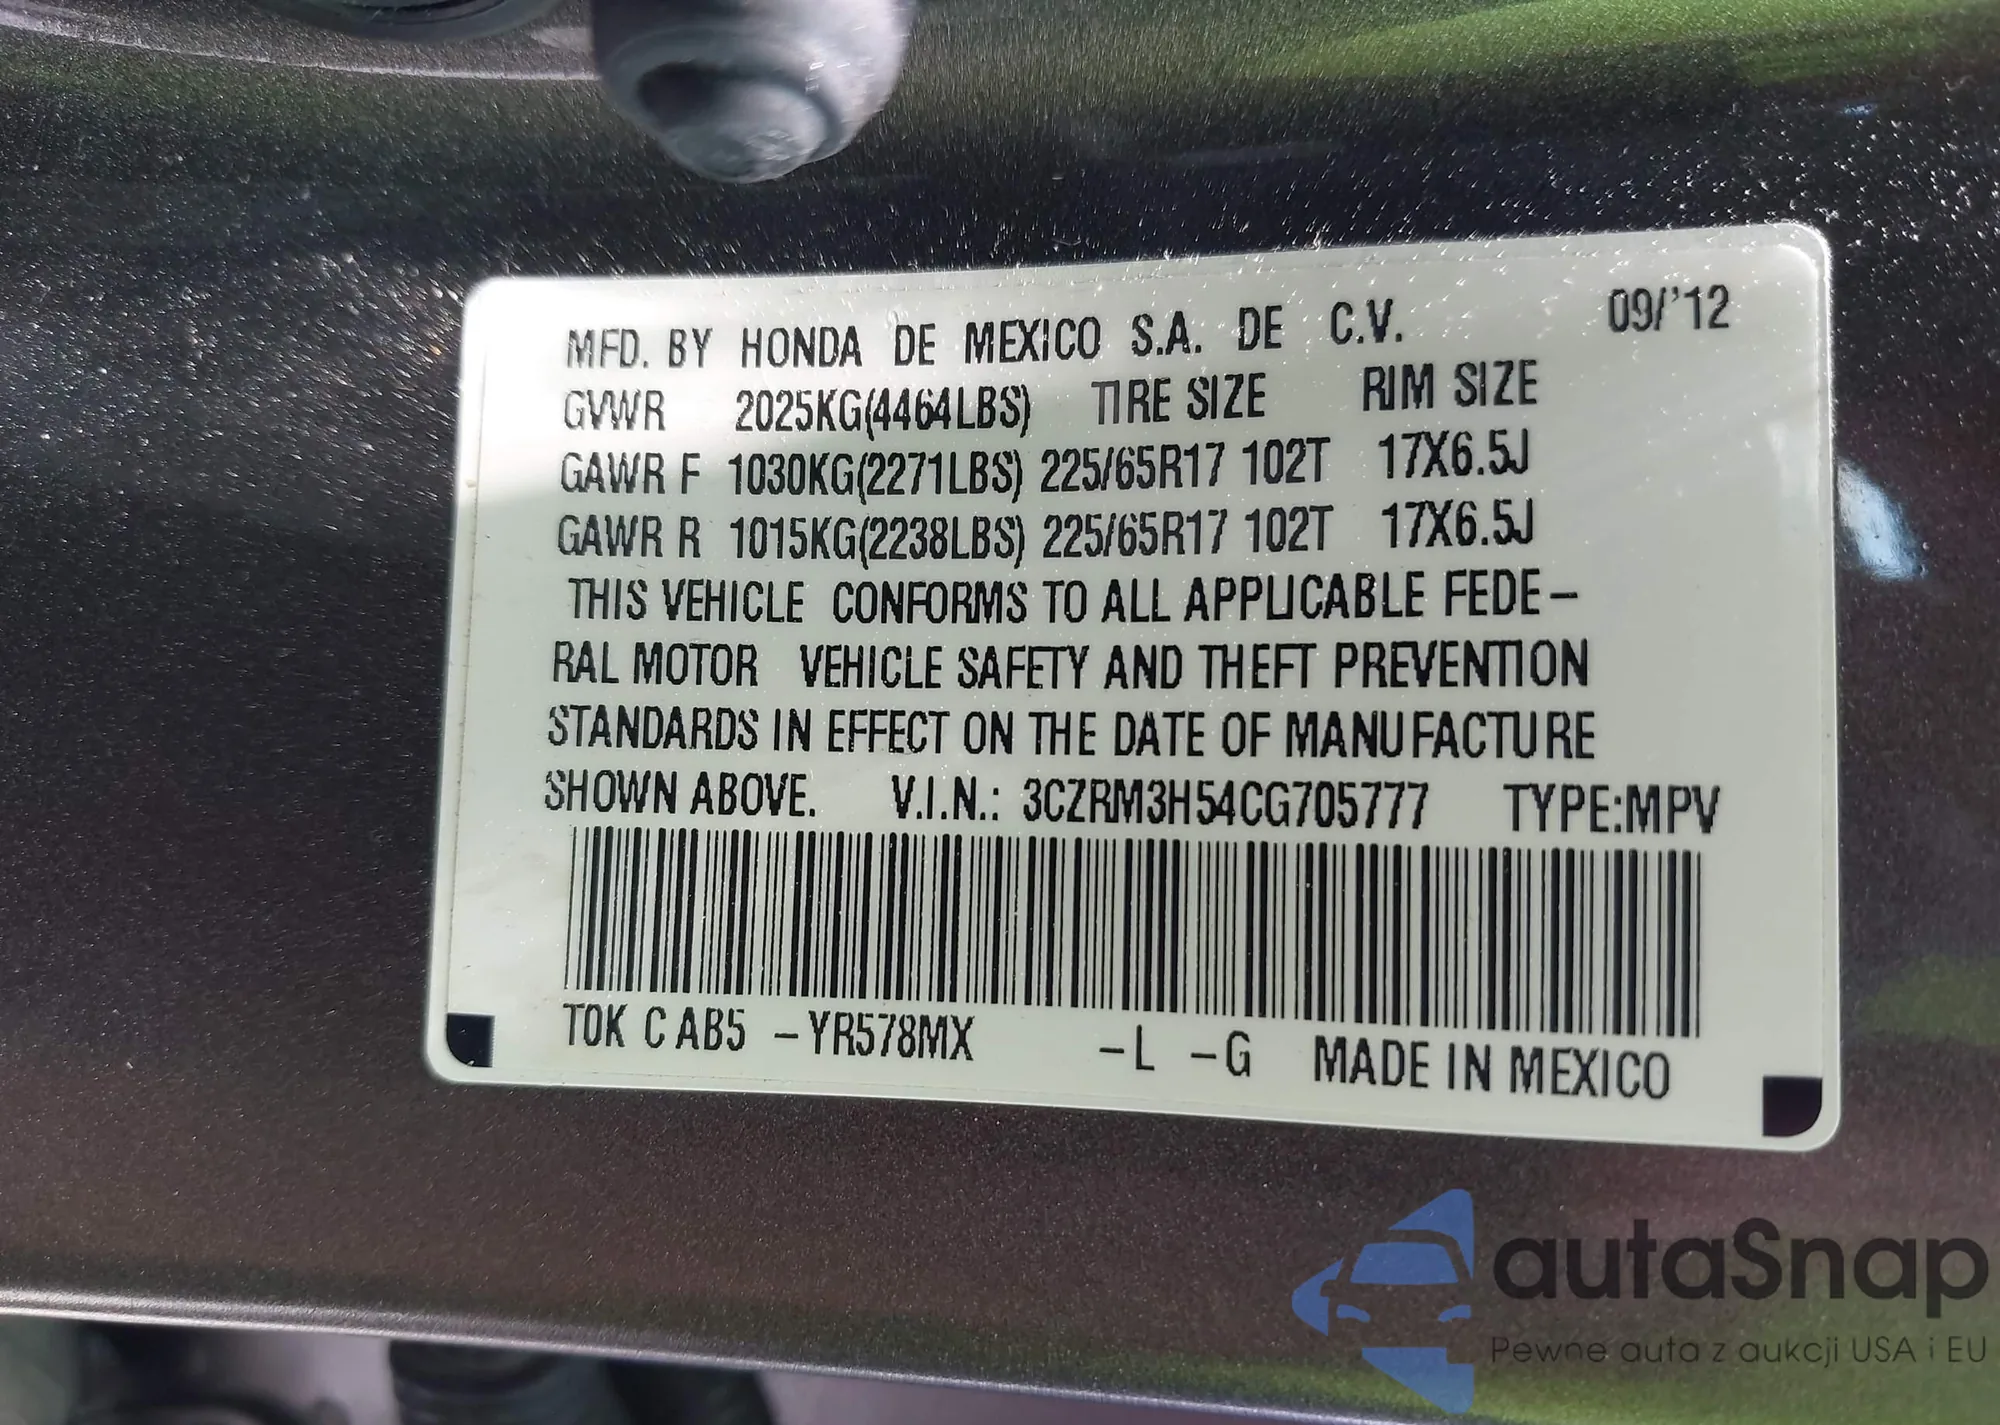 MFD. BY HONDA DE MEXICO S.A. DE C.V. 09/'12
GVWR 2025KG(4464LBS) TIRE SIZE RIM SIZE
GAWR F 1030KG(2271LBS) 225/65R17 102T 17X6.5J
GAWR R 1015KG(2238LBS) 225/65R17 102T 17X6.5J
THIS VEHICLE CONFORMS TO ALL APPLICABLE FEDE-
RAL MOTOR VEHICLE SAFETY AND THEFT PREVENTION
STANDARDS IN EFFECT ON THE DATE OF MANUFACTURE
SHOWN ABOVE. V.I.N.: 3CZRM3H54CG705777 TYPE:MPV
T0K C AB5 -YR578MX -L -G MADE IN MEXICO
autaSnap
Pewne auta z aukcji USA i EU